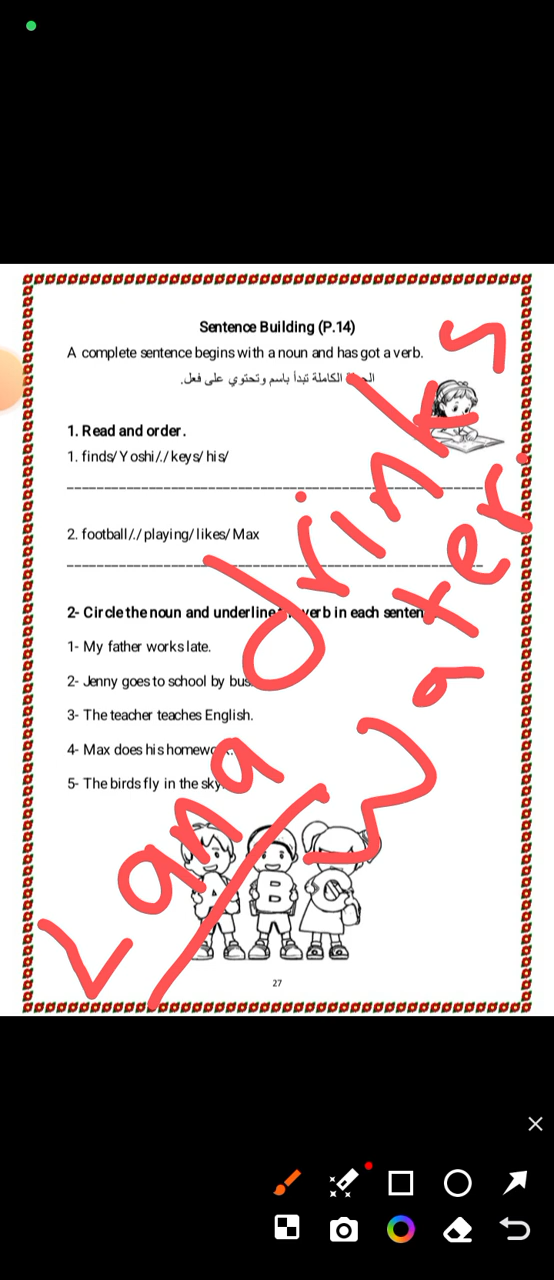 Sentence Building (P.14)
A complete sentence begins with a noun and has got a verb.
الكاملة تبدأ باسم وتحتوي على فعل.
1. Read and order.
1. finds/ Yoshi/./ keys/ his/
2. football/./ playing/ likes/ Max
2- Circle the noun and underline verb in each
1- My father works late.
2- Jenny goes to school by bus.
3- The teacher teaches English.
4- Max does his
5- The birds fly in the sky.
A B C
27
Lana drinks
water.